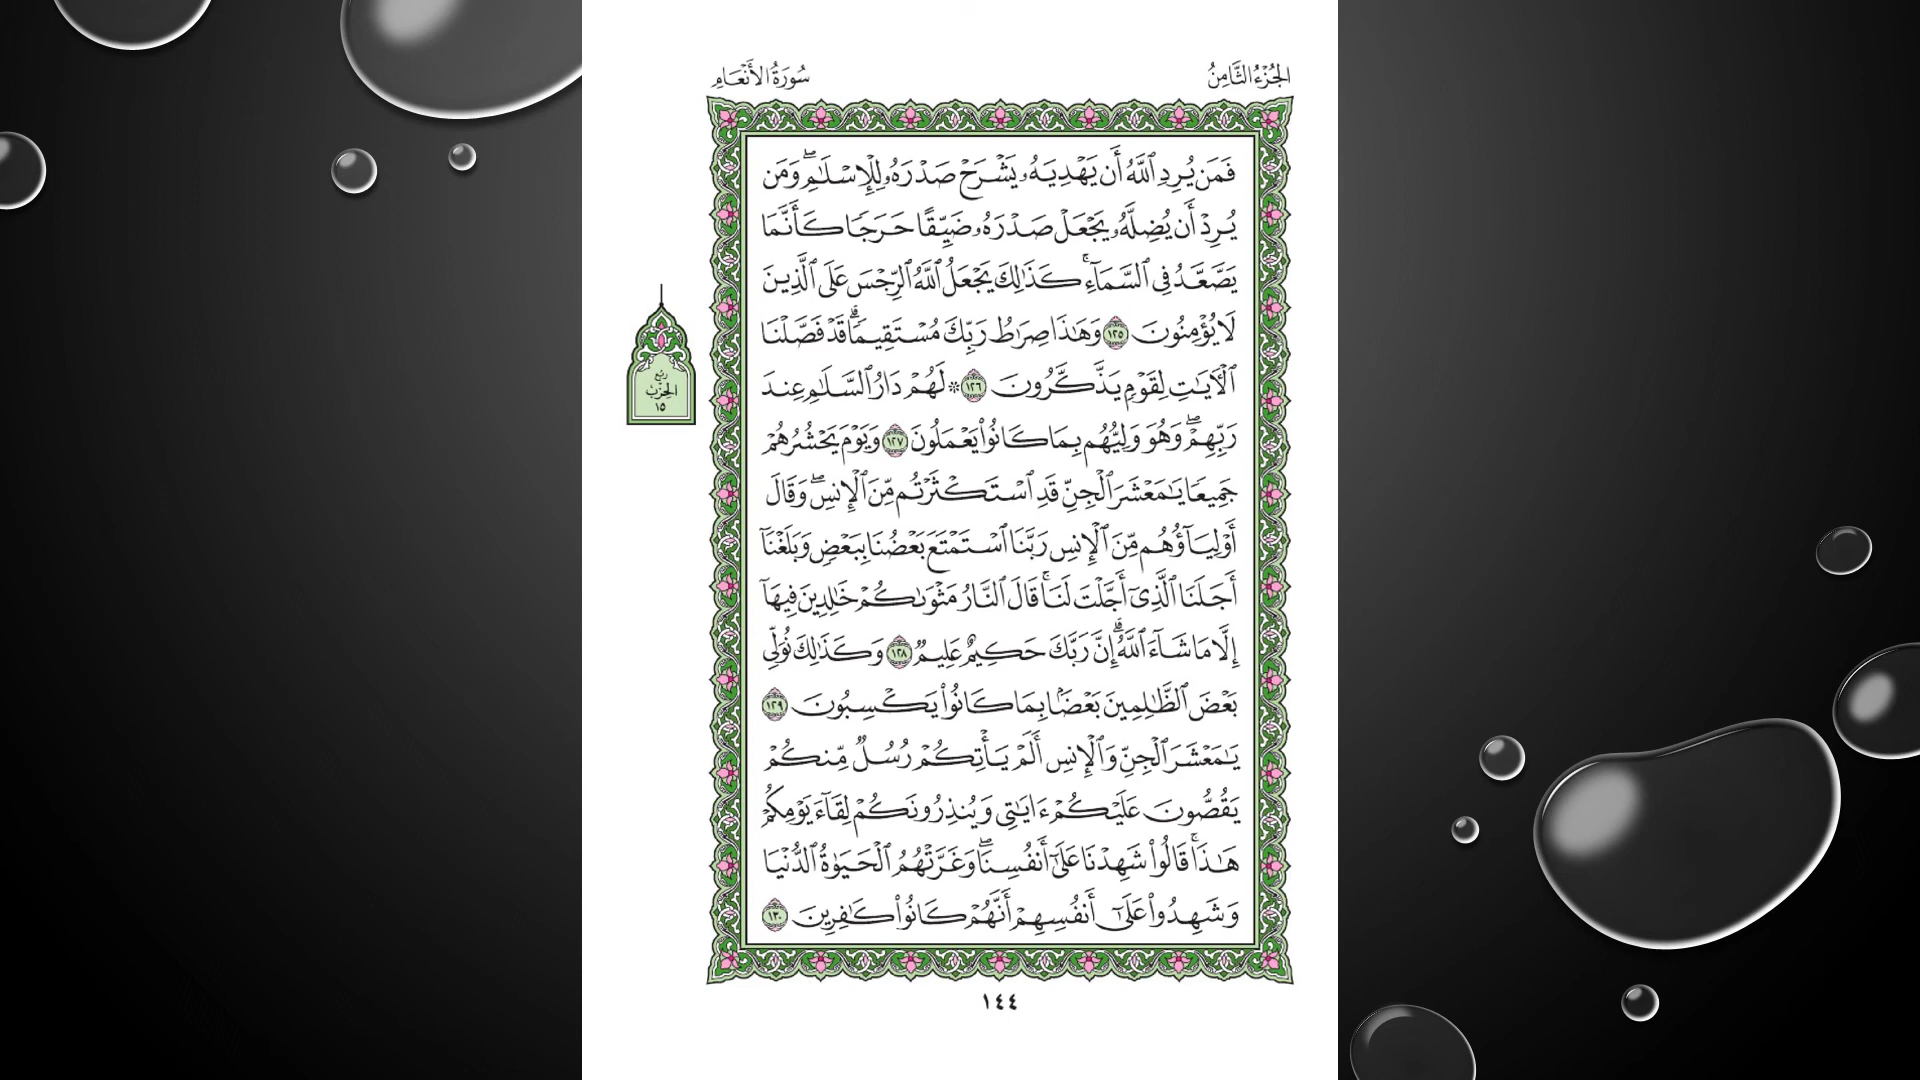 الجُزْءُ الثَّامِنُ
سُورَةُ الأَنْعَامِ
فَمَن يُرِدِ ٱللَّهُ أَن يَهْدِيَهُۥ يَشْرَحْ صَدْرَهُۥ لِلْإِسْلَٰمِۖ وَمَن
يُرِدْ أَن يُضِلَّهُۥ يَجْعَلْ صَدْرَهُۥ ضَيِّقًا حَرَجًا كَأَنَّمَا
يَصَّعَّدُ فِى ٱلسَّمَآءِۚ كَذَٰلِكَ يَجْعَلُ ٱللَّهُ ٱلرِّجْسَ عَلَى ٱلَّذِينَ
لَا يُؤْمِنُونَ ١٢٥ وَهَٰذَا صِرَٰطُ رَبِّكَ مُسْتَقِيمًاۗ قَدْ فَصَّلْنَا
ٱلْءَايَٰتِ لِقَوْمٍ يَذَّكَّرُونَ ١٢٦ ۞ لَهُمْ دَارُ ٱلسَّلَٰمِ عِندَ
رَبِّهِمْۖ وَهُوَ وَلِيُّهُم بِمَا كَانُوا۟ يَعْمَلُونَ ١٢٧ وَيَوْمَ يَحْشُرُهُمْ
جَمِيعًا يَٰمَعْشَرَ ٱلْجِنِّ قَدِ ٱسْتَكْثَرْتُم مِّنَ ٱلْإِنسِۖ وَقَالَ
أَوْلِيَآؤُهُم مِّنَ ٱلْإِنسِ رَبَّنَا ٱسْتَمْتَعَ بَعْضُنَا بِبَعْضٍ وَبَلَغْنَآ
أَجَلَنَا ٱلَّذِىٓ أَجَّلْتَ لَنَاۚ قَالَ ٱلنَّارُ مَثْوَىٰكُمْ خَٰلِدِينَ فِيهَآ
إِلَّا مَا شَآءَ ٱللَّهُۗ إِنَّ رَبَّكَ حَكِيمٌ عَلِيمٌ ١٢٨ وَكَذَٰلِكَ نُوَلِّى
بَعْضَ ٱلظَّٰلِمِينَ بَعْضًۢا بِمَا كَانُوا۟ يَكْسِبُونَ ١٢٩
يَٰمَعْشَرَ ٱلْجِنِّ وَٱلْإِنسِ أَلَمْ يَأْتِكُمْ رُسُلٌ مِّنكُمْ
يَقُصُّونَ عَلَيْكُمْ ءَايَٰتِى وَيُنذِرُونَكُمْ لِقَآءَ يَوْمِكُمْ
هَٰذَاۚ قَالُوا۟ شَهِدْنَا عَلَىٰٓ أَنفُسِنَاۖ وَغَرَّتْهُمُ ٱلْحَيَوٰةُ ٱلدُّنْيَا
وَشَهِدُوا۟ عَلَىٰٓ أَنفُسِهِمْ أَنَّهُمْ كَانُوا۟ كَٰفِرِينَ ١٣٠
رُبْع
الحِزْب
١٥
١٤٤